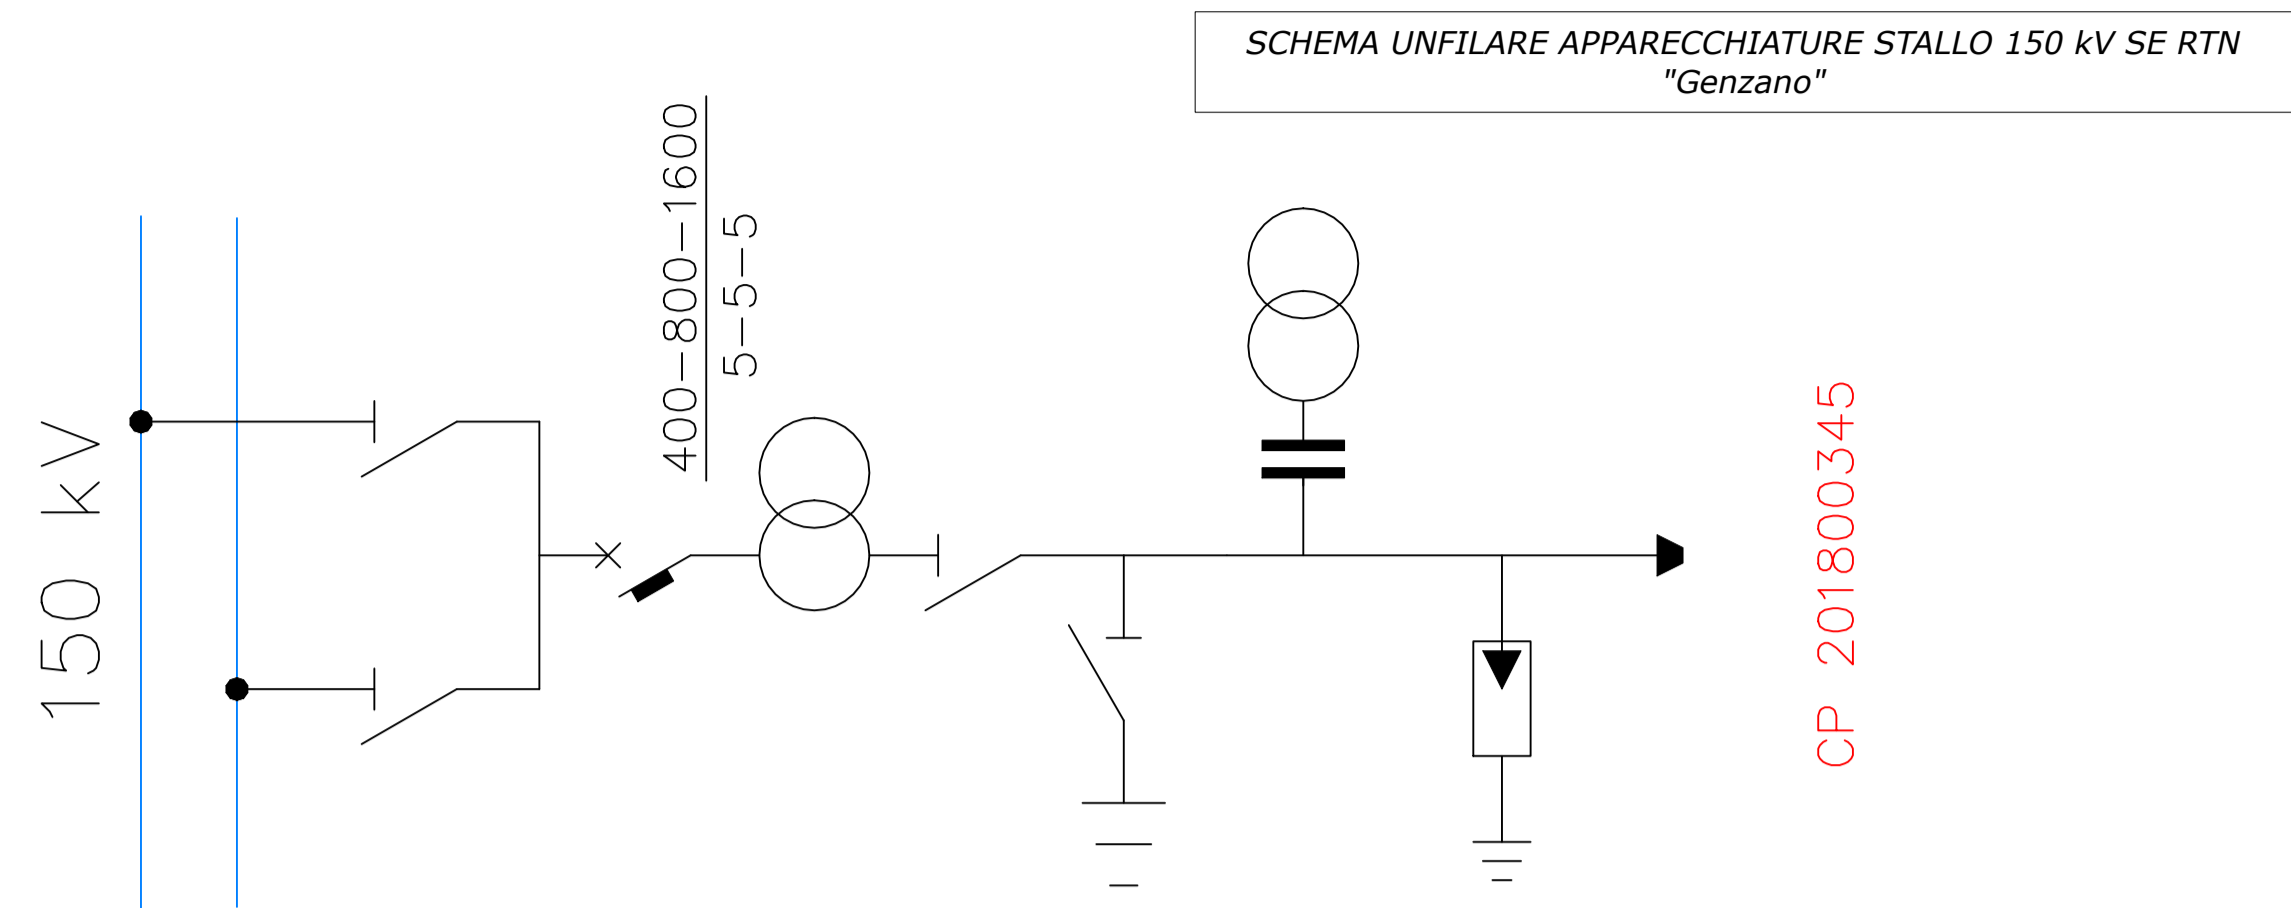 SCHEMA UNFILARE APPARECCHIATURE STALLO 150 kV SE RTN
"Genzano"
150 kV
400-800-1600
5-5-5
CP 201800345